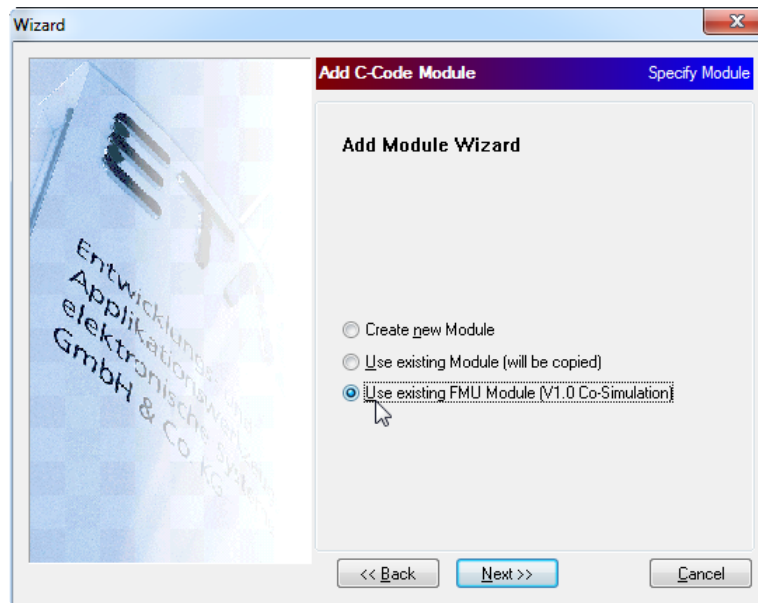 Wizard
Add C-Code Module Specify Module
Add Module Wizard
ET
Entwicklungs- und
Applikationswerkzeuge
elektronische Systeme
GmbH & Co. KG
Create new Module
Use existing Module (will be copied)
Use existing FMU Module (V1.0 Co-Simulation)
<< Back
Next >>
Cancel